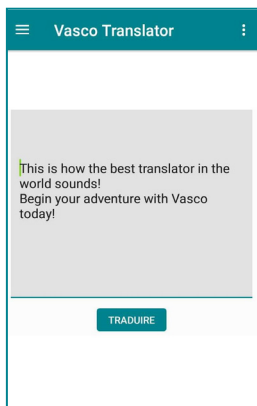 Vasco Translator
This is how the best translator in the
world sounds!
Begin your adventure with Vasco
today!
TRADUIRE